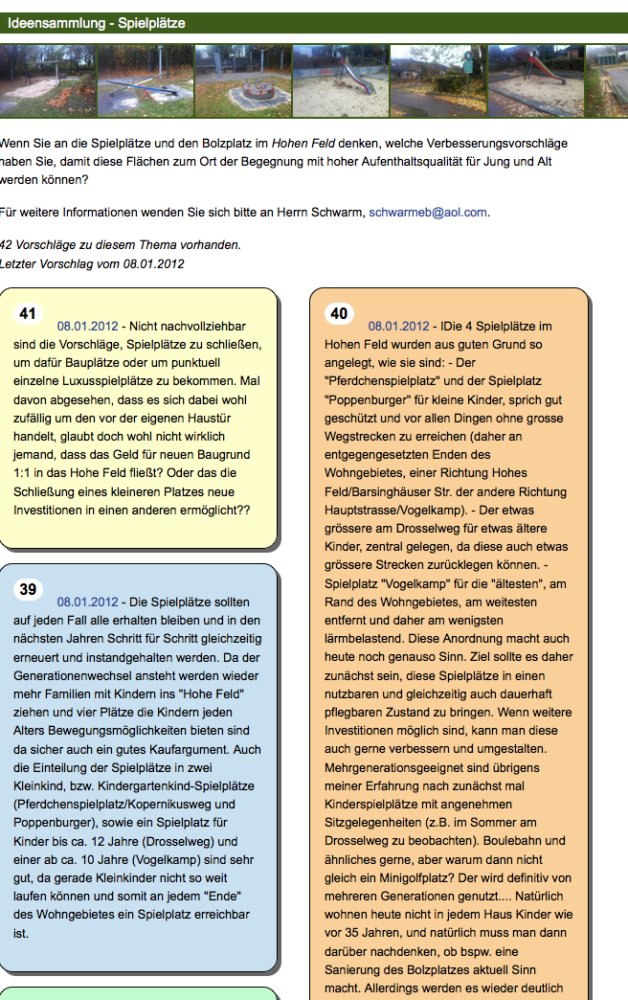 Ideensammlung - Spielplätze
Wenn Sie an die Spielplätze und den Bolzplatz im Hohen Feld denken, welche Verbesserungsvorschläge
haben Sie, damit diese Flächen zum Ort der Begegnung mit hoher Aufenthaltsqualität für Jung und Alt
werden können?
Für weitere Informationen wenden Sie sich bitte an Herrn Schwarm, schwarmeb@aol.com.
42 Vorschläge zu diesem Thema vorhanden.
Letzter Vorschlag vom 08.01.2012
41
08.01.2012 - Nicht nachvollziehbar
sind die Vorschläge, Spielplätze zu schließen,
um dafür Bauplätze oder um punktuell
einzelne Luxusspielplätze zu bekommen. Mal
davon abgesehen, dass es sich dabei wohl
zufällig um den vor der eigenen Haustür
handelt, glaubt doch wohl nicht wirklich
jemand, dass das Geld für neuen Baugrund
1:1 in das Hohe Feld fließt? Oder das die
Schließung eines kleineren Platzes neue
Investitionen in einen anderen ermöglicht??
39
08.01.2012 - Die Spielplätze sollten
auf jeden Fall alle erhalten bleiben und in den
nächsten Jahren Schritt für Schritt gleichzeitig
erneuert und instandgehalten werden. Da der
Generationenwechsel ansteht werden wieder
mehr Familien mit Kindern ins "Hohe Feld"
ziehen und vier Plätze die Kindern jeden
Alters Bewegungsmöglichkeiten bieten sind
da sicher auch ein gutes Kaufargument. Auch
die Einteilung der Spielplätze in zwei
Kleinkind, bzw. Kindergartenkind-Spielplätze
(Pferdchenspielplatz/Kopernikusweg und
Poppenburger), sowie ein Spielplatz für
Kinder bis ca. 12 Jahre (Drosselweg) und
einer ab ca. 10 Jahre (Vogelkamp) sind sehr
gut, da gerade Kleinkinder nicht so weit
laufen können und somit an jedem "Ende"
des Wohngebietes ein Spielplatz erreichbar
ist.
40
08.01.2012 - IDie 4 Spielplätze im
Hohen Feld wurden aus guten Grund so
angelegt, wie sie sind: - Der
"Pferdchenspielplatz" und der Spielplatz
"Poppenburger" für kleine Kinder, sprich gut
geschützt und vor allen Dingen ohne grosse
Wegstrecken zu erreichen (daher an
entgegengesetzten Enden des
Wohngebietes, einer Richtung Hohes
Feld/Barsinghäuser Str. der andere Richtung
Hauptstrasse/Vogelkamp). - Der etwas
grössere am Drosselweg für etwas ältere
Kinder, zentral gelegen, da diese auch etwas
grössere Strecken zurücklegen können. -
Spielplatz "Vogelkamp" für die "ältesten", am
Rand des Wohngebietes, am weitesten
entfernt und daher am wenigsten
lärmbelastend. Diese Anordnung macht auch
heute noch genauso Sinn. Ziel sollte es daher
zunächst sein, diese Spielplätze in einen
nutzbaren und gleichzeitig auch dauerhaft
pflegbaren Zustand zu bringen. Wenn weitere
Investitionen möglich sind, kann man diese
auch gerne verbessern und umgestalten.
Mehrgenerationsgeeignet sind übrigens
meiner Erfahrung nach zunächst mal
Kinderspielplätze mit angenehmen
Sitzgelegenheiten (z.B. im Sommer am
Drosselweg zu beobachten). Boulebahn und
ähnliches gerne, aber warum dann nicht
gleich ein Minigolfplatz? Der wird definitiv von
mehreren Generationen genutzt.... Natürlich
wohnen heute nicht in jedem Haus Kinder wie
vor 35 Jahren, und natürlich muss man dann
darüber nachdenken, ob bspw. eine
Sanierung des Bolzplatzes aktuell Sinn
macht. Allerdings werden es wieder deutlich